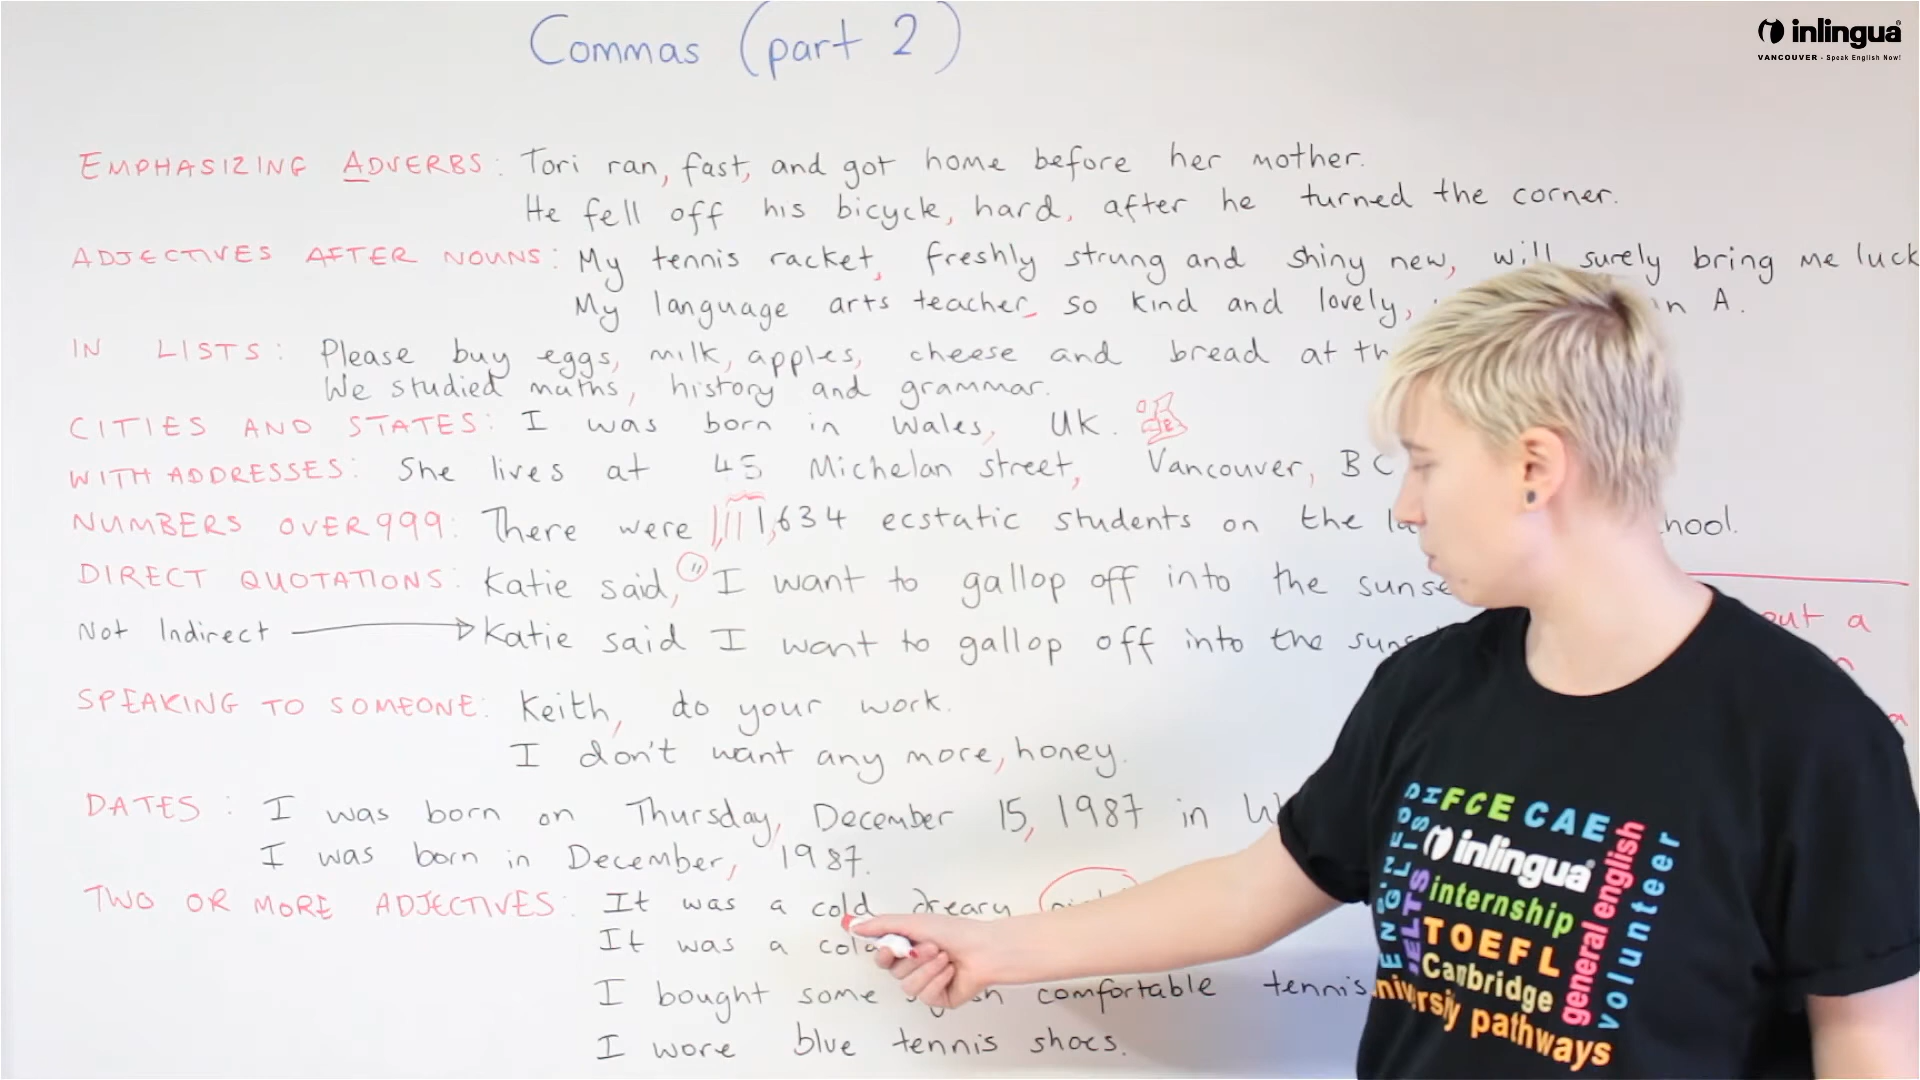 Commas (part 2)
inlingua
VANCOUVER - Speak English Now!
EMPHASIZING ADVERBS: Tori ran, fast, and got home before her mother.
He fell off his bicycle, hard, after he turned the corner.
ADJECTIVES AFTER NOUNS: My tennis racket, freshly strung and shiny new, will surely bring me luck
My language arts teacher, so kind and lovely, A.
IN LISTS: Please buy eggs, milk, apples, cheese and bread at
We studied maths, history and grammar.
CITIES AND STATES: I was born in Wales, UK.
WITH ADDRESSES: She lives at 45 Michelan street, Vancouver, BC
NUMBERS OVER 999: There were 1,634 ecstatic students on the
DIRECT QUOTATIONS: Katie said, " I want to gallop off into the
Not Indirect Katie said I want to gallop off into the
a
SPEAKING TO SOMEONE: Keith, do your work.
I don't want any more, honey.
DATES: I was born on Thursday, December 15, 1987 in
I was born in December, 1987.
TWO OR MORE ADJECTIVES: It was a cold dreary
It was a
I bought some comfortable tennis
I wore blue tennis shoes.
FCE CAE
inlingua
internship
TOEFL
Cambridge
university pathways
general english
volunteer
IELTS